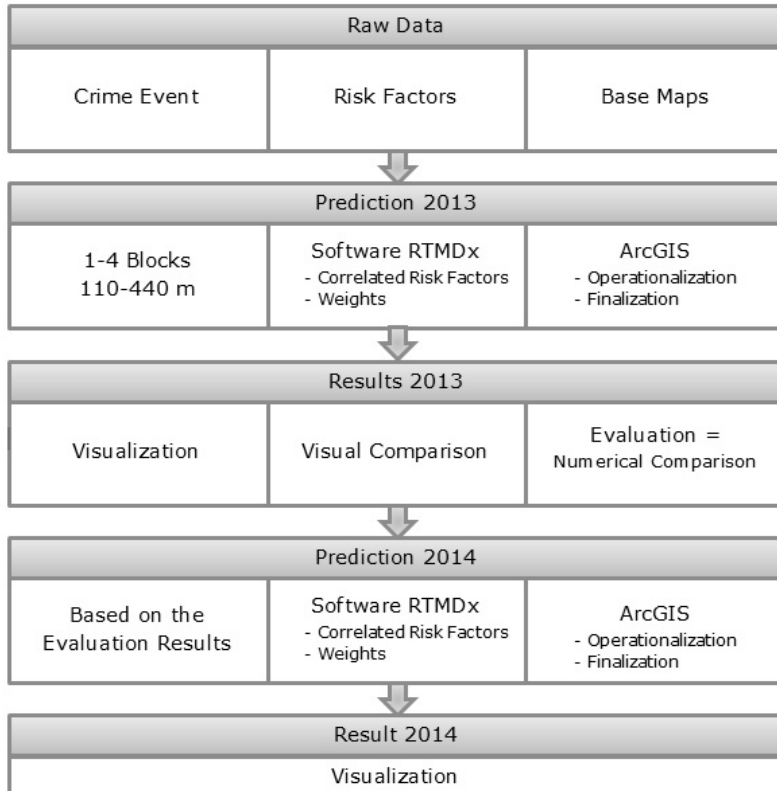 Raw Data
Crime Event
Risk Factors
Base Maps
Prediction 2013
1-4 Blocks
110-440 m
Software RTMDx
- Correlated Risk Factors
- Weights
ArcGIS
- Operationalization
- Finalization
Results 2013
Visualization
Visual Comparison
Evaluation =
Numerical Comparison
Prediction 2014
Based on the
Evaluation Results
Software RTMDx
- Correlated Risk Factors
- Weights
ArcGIS
- Operationalization
- Finalization
Result 2014
Visualization